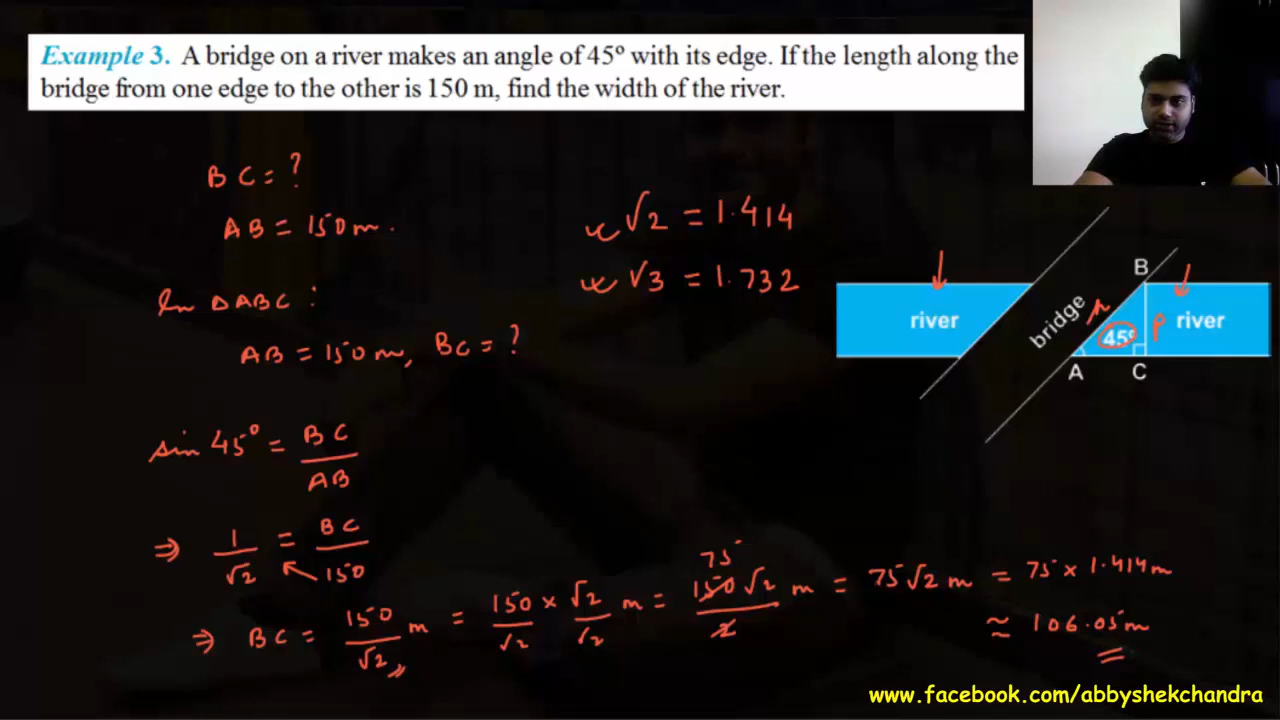 Example 3. A bridge on a river makes an angle of 45º with its edge. If the length along the
bridge from one edge to the other is 150 m, find the width of the river.
BC = ?
AB = 150 m.
In ΔABC :
AB = 150 m, BC = ?
sin 45° = BC/AB
⇒ 1/√2 = BC/150
⇒ BC = 150/√2 m = 150/√2 × √2/√2 m = 150√2/2 m = 75√2 m = 75 × 1.414 m
75
≈ 106.05 m
√2 = 1.414
√3 = 1.732
river
bridge
h
B
45º
p
river
A
C
www.facebook.com/abbyshekchandra